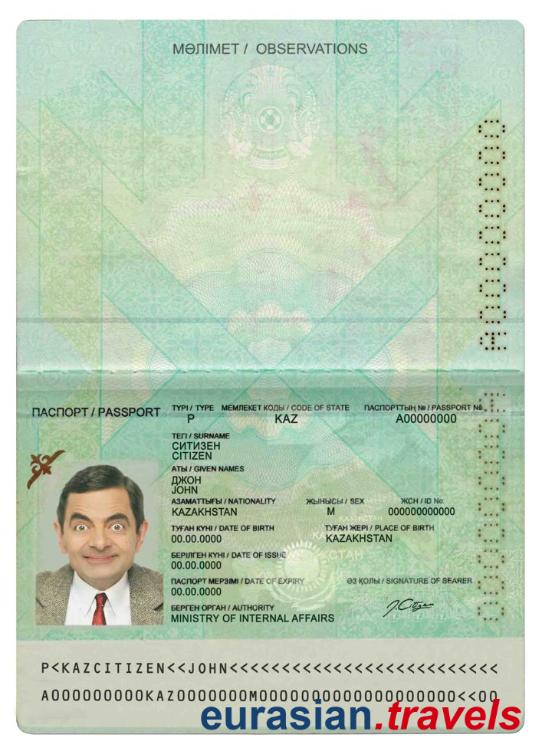 МӘЛІМЕТ / OBSERVATIONS
A00000000
ПАСПОРТ / PASSPORT
ТҮРІ / TYPE МЕМЛЕКЕТ КОДЫ / CODE OF STATE ПАСПОРТТЫҢ № / PASSPORT №
P KAZ A00000000
ТЕГІ / SURNAME
СИТИЗЕН
CITIZEN
АТЫ / GIVEN NAMES
ДЖОН
JOHN
АЗАМАТТЫҒЫ / NATIONALITY ЖЫНЫСЫ / SEX ЖСН / ID No.
KAZAKHSTAN M 000000000000
ТУҒАН КҮНІ / DATE OF BIRTH ТУҒАН ЖЕРІ / PLACE OF BIRTH
00.00.0000 KAZAKHSTAN
БЕРІЛГЕН КҮНІ / DATE OF ISSUE
00.00.0000
ПАСПОРТ МЕРЗІМІ / DATE OF EXPIRY ӨЗ ҚОЛЫ / SIGNATURE OF BEARER
00.00.0000
БЕРГЕН ОРГАН / AUTHORITY
MINISTRY OF INTERNAL AFFAIRS
P<KAZCITIZEN<<JOHN<<<<<<<<<<<<<<<<<<<<<<<<<<
A000000000KAZ0000000M00000000000000000000<<00
eurasian.travels